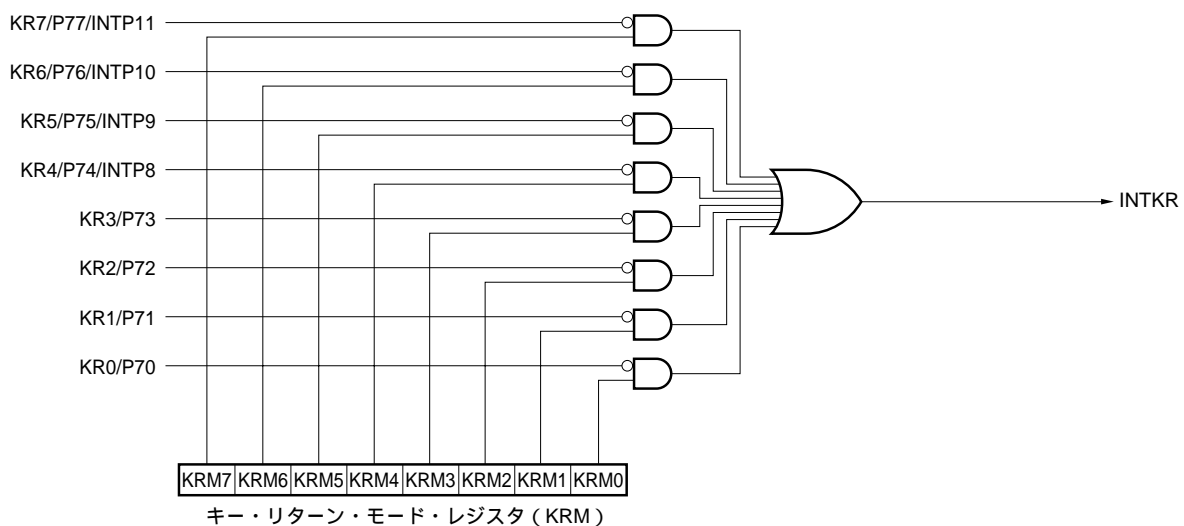 KR7/P77/INTP11
KR6/P76/INTP10
KR5/P75/INTP9
KR4/P74/INTP8
KR3/P73
KR2/P72
KR1/P71
KR0/P70
INTKR
KRM7 KRM6 KRM5 KRM4 KRM3 KRM2 KRM1 KRM0
キー・リターン・モード・レジスタ(KRM)